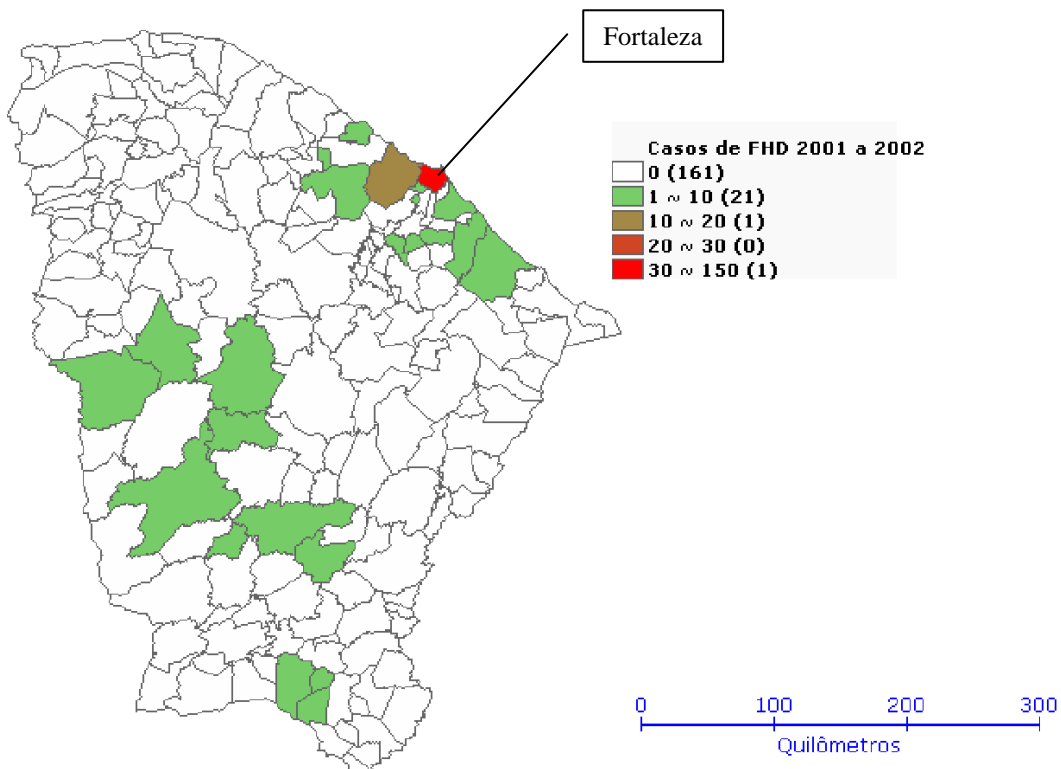 Fortaleza
Casos de FHD 2001 a 2002
0 (161)
1 ~ 10 (21)
10 ~ 20 (1)
20 ~ 30 (0)
30 ~ 150 (1)
0 100 200 300
Quilômetros